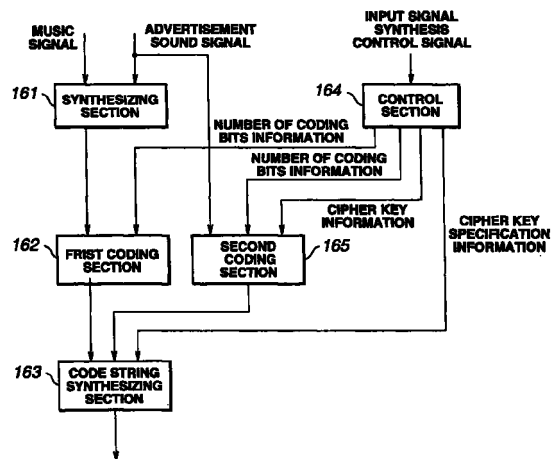 MUSIC
SIGNAL
ADVERTISEMENT
SOUND SIGNAL
INPUT SIGNAL
SYNTHESIS
CONTROL SIGNAL
161
SYNTHESIZING
SECTION
164
CONTROL
SECTION
NUMBER OF CODING
BITS INFORMATION
NUMBER OF CODING
BITS INFORMATION
CIPHER KEY
INFORMATION
CIPHER KEY
SPECIFICATION
INFORMATION
162
FRIST CODING
SECTION
SECOND
CODING
SECTION
165
163
CODE STRING
SYNTHESIZING
SECTION